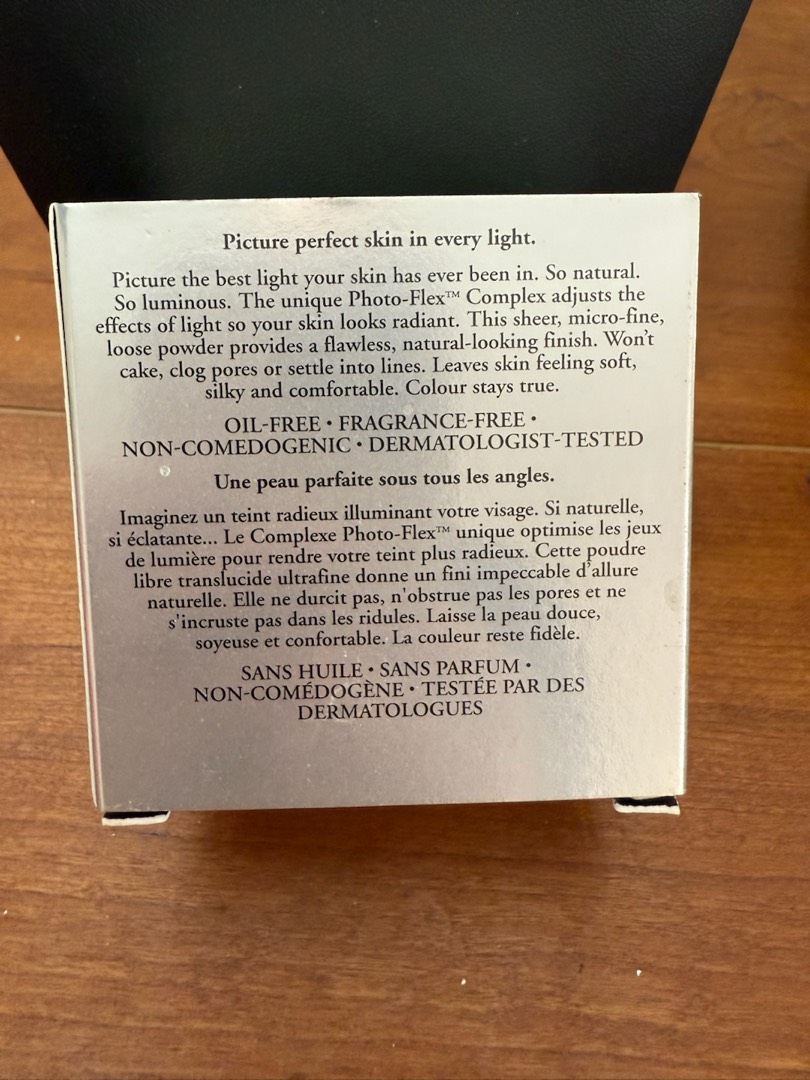 Picture perfect skin in every light.
Picture the best light your skin has ever been in. So natural.
So luminous. The unique Photo-Flex™ Complex adjusts the
effects of light so your skin looks radiant. This sheer, micro-fine,
loose powder provides a flawless, natural-looking finish. Won't
cake, clog pores or settle into lines. Leaves skin feeling soft,
silky and comfortable. Colour stays true.
OIL-FREE • FRAGRANCE-FREE •
NON-COMEDOGENIC • DERMATOLOGIST-TESTED
Une peau parfaite sous tous les angles.
Imaginez un teint radieux illuminant votre visage. Si naturelle,
si éclatante... Le Complexe Photo-Flex™ unique optimise les jeux
de lumière pour rendre votre teint plus radieux. Cette poudre
libre translucide ultrafine donne un fini impeccable d'allure
naturelle. Elle ne durcit pas, n'obstrue pas les pores et ne
s'incruste pas dans les ridules. Laisse la peau douce,
soyeuse et confortable. La couleur reste fidèle.
SANS HUILE • SANS PARFUM •
NON-COMÉDOGÈNE • TESTÉE PAR DES
DERMATOLOGUES